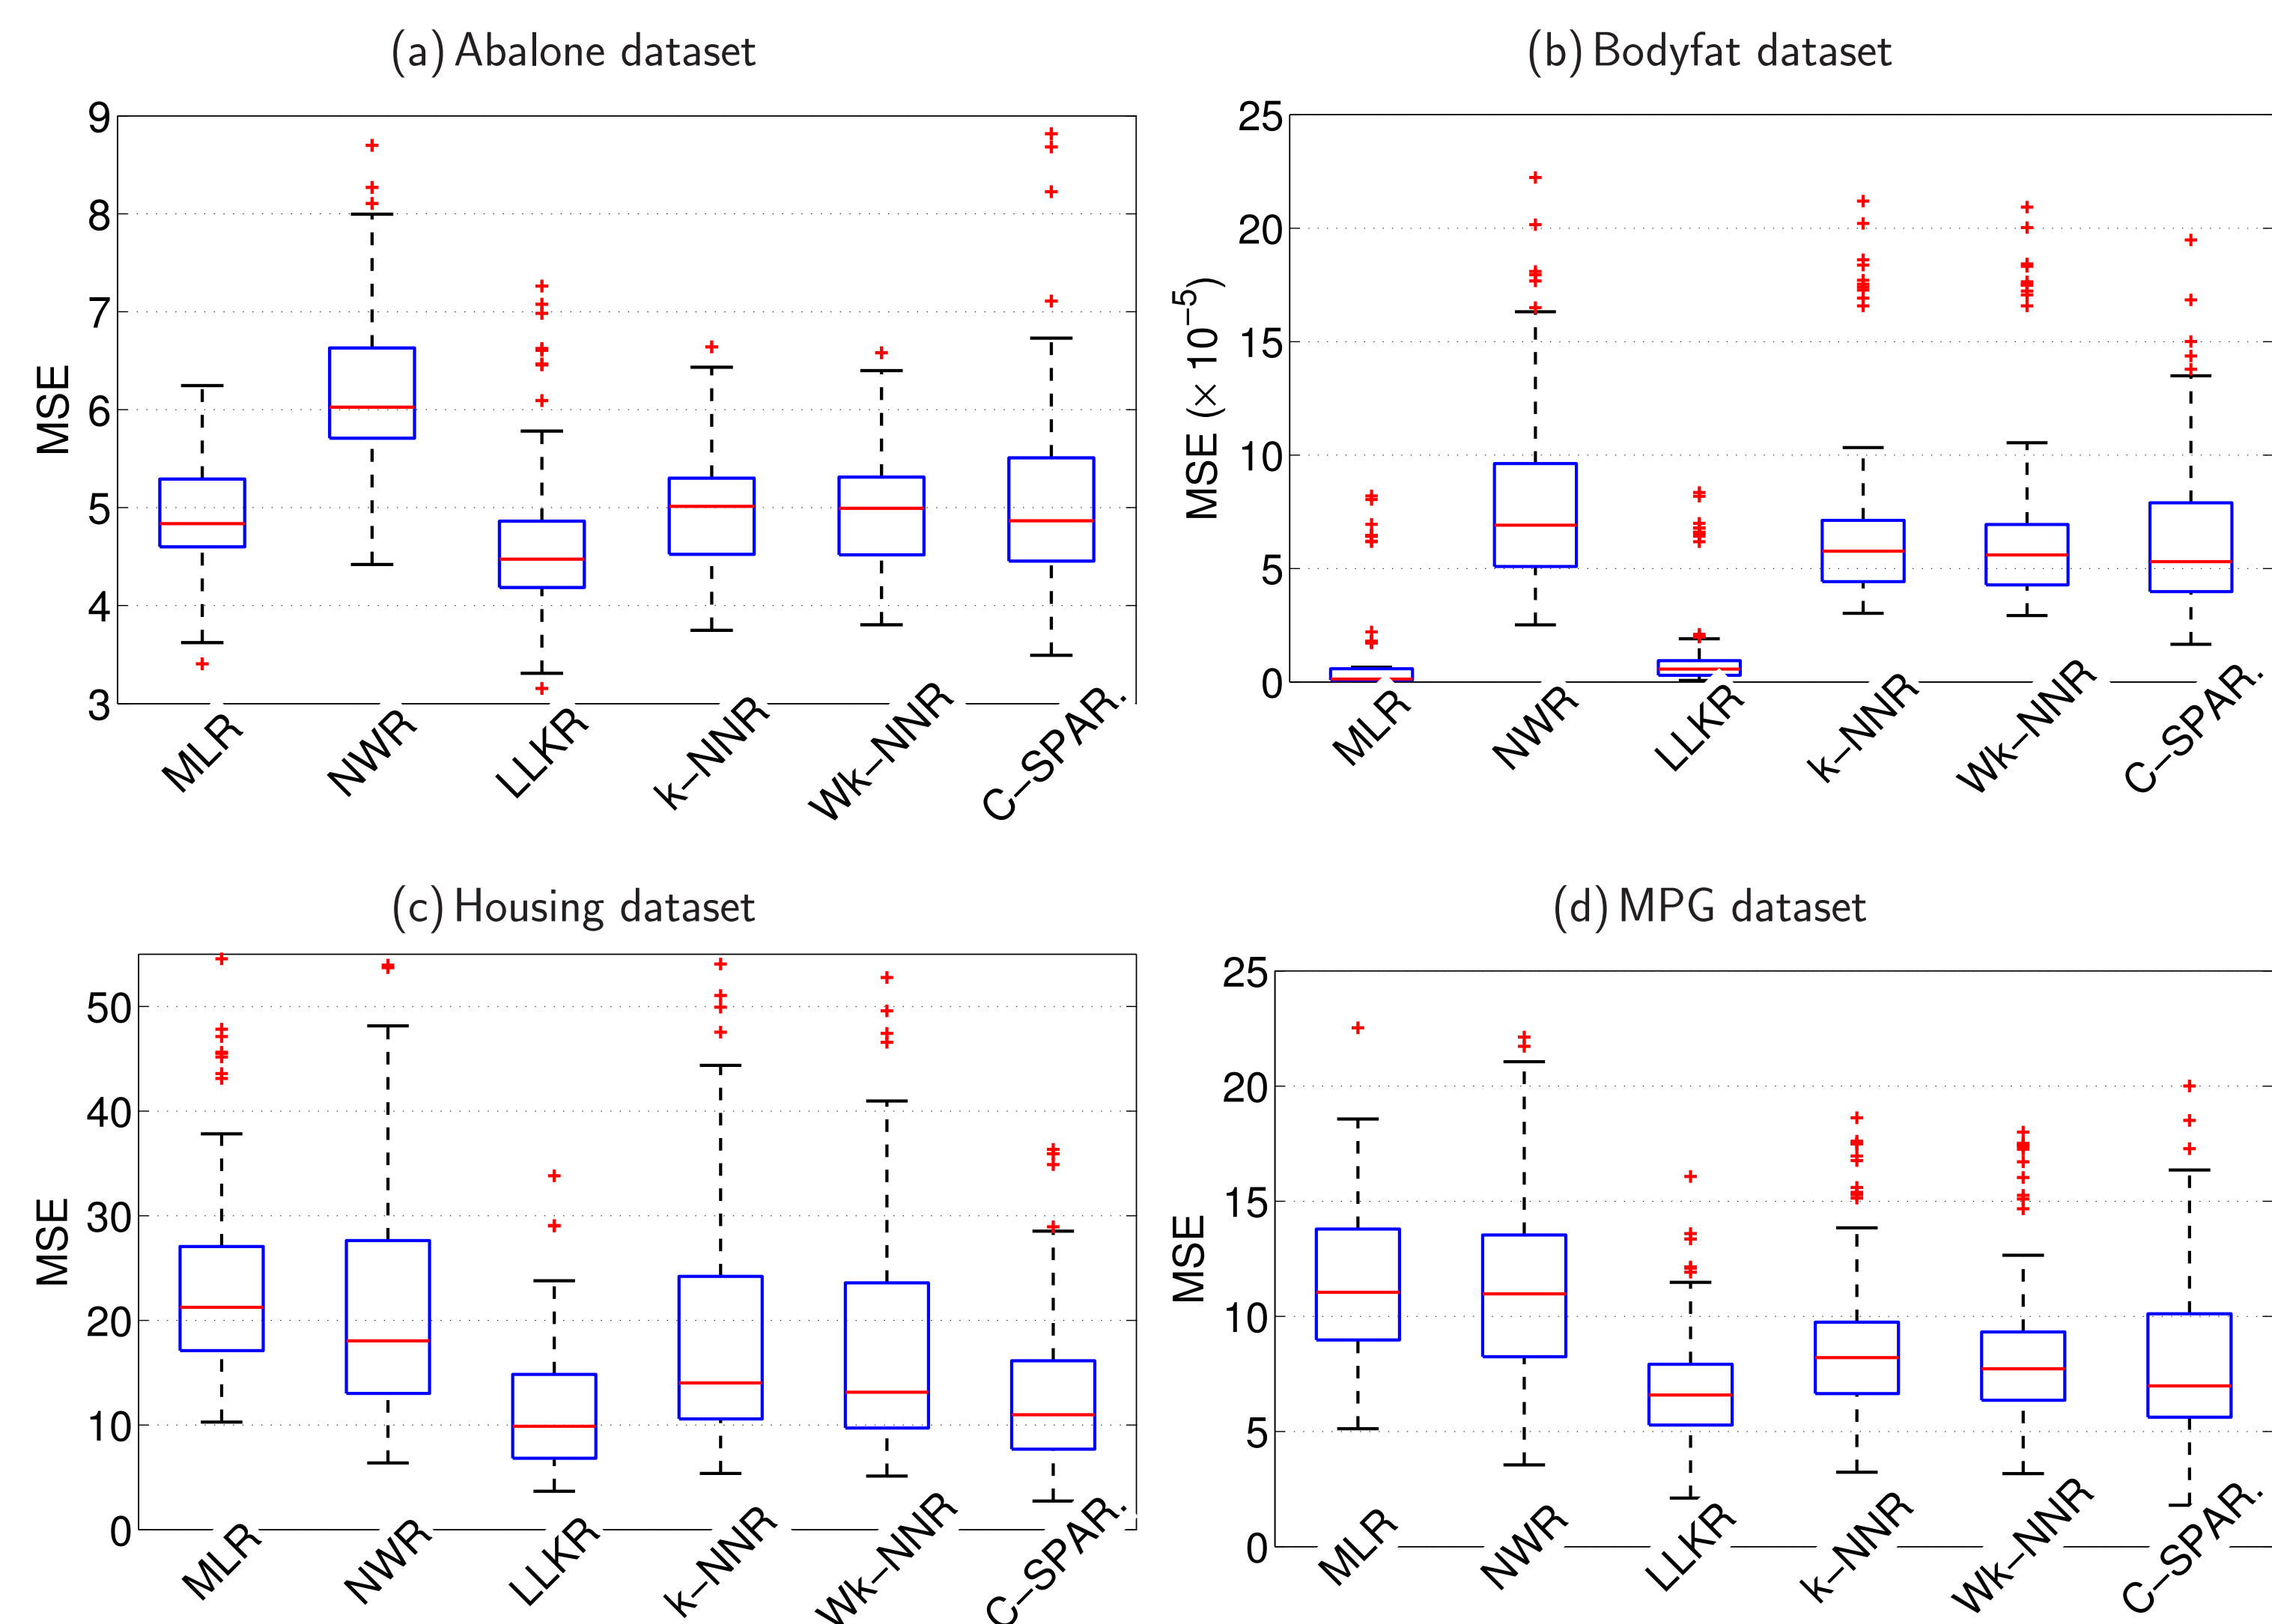 (a) Abalone dataset
9
8
7
6
5
4
3
MSE
MLR
NWR
LLKR
k–NNR
Wk–NNR
C–SPAR.
(b) Bodyfat dataset
25
20
15
10
5
0
MSE (× 10⁻⁵)
MLR
NWR
LLKR
k–NNR
Wk–NNR
C–SPAR.
(c) Housing dataset
50
40
30
20
10
0
MSE
MLR
NWR
LLKR
k–NNR
Wk–NNR
C–SPAR.
(d) MPG dataset
25
20
15
10
5
0
MSE
MLR
NWR
LLKR
k–NNR
Wk–NNR
C–SPAR.